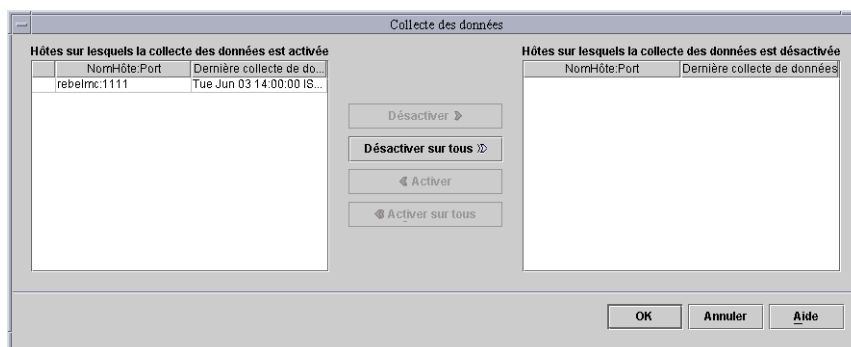 Collecte des données
Hôtes sur lesquels la collecte des données est activée
NomHôte:Port Dernière collecte de do...
rebelmc:1111 Tue Jun 03 14:00:00 IS...
Désactiver
Désactiver sur tous
Activer
Activer sur tous
Hôtes sur lesquels la collecte des données est désactivée
NomHôte:Port Dernière collecte de données
OK Annuler Aide